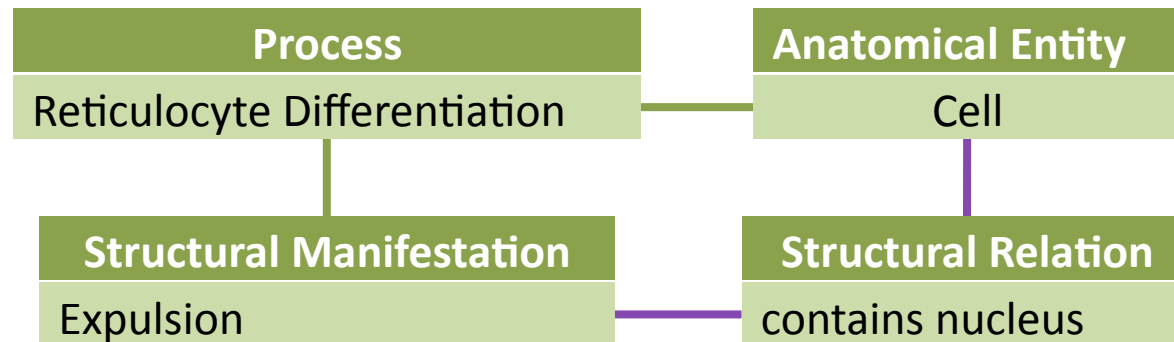 Process
Reticulocyte Differentiation
Anatomical Entity
Cell
Structural Manifestation
Expulsion
Structural Relation
contains nucleus